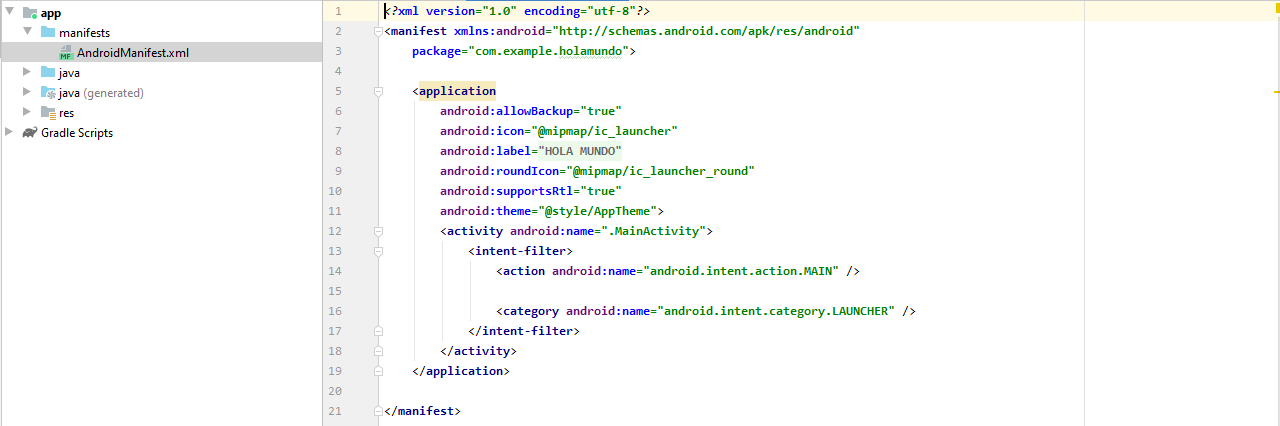 app
manifests
AndroidManifest.xml
java
java (generated)
res
Gradle Scripts
1 <?xml version="1.0" encoding="utf-8"?>
2 <manifest xmlns:android="http://schemas.android.com/apk/res/android"
3     package="com.example.holamundo">
4
5     <application
6         android:allowBackup="true"
7         android:icon="@mipmap/ic_launcher"
8         android:label="HOLA MUNDO"
9         android:roundIcon="@mipmap/ic_launcher_round"
10         android:supportsRtl="true"
11         android:theme="@style/AppTheme">
12         <activity android:name=".MainActivity">
13             <intent-filter>
14                 <action android:name="android.intent.action.MAIN" />
15
16                 <category android:name="android.intent.category.LAUNCHER" />
17             </intent-filter>
18         </activity>
19     </application>
20
21 </manifest>